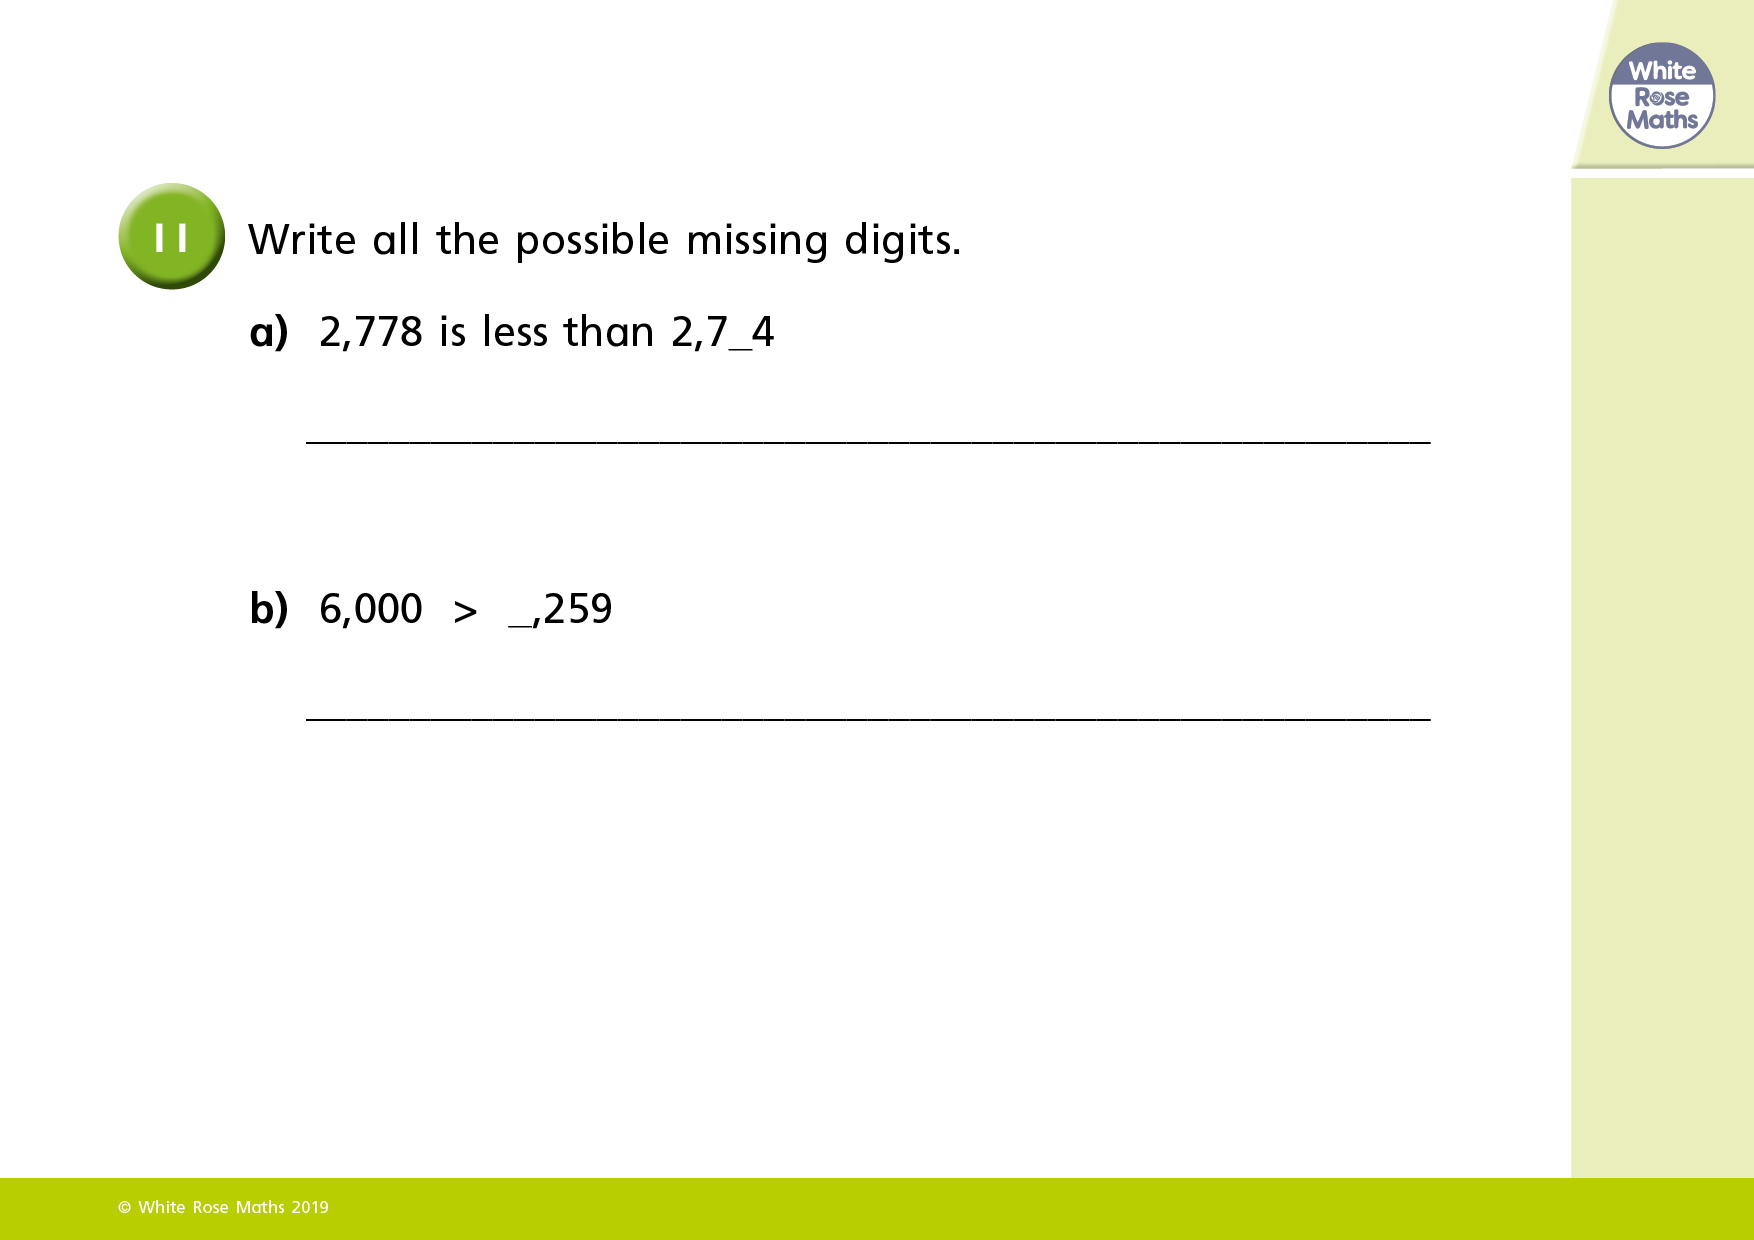 White
Rose
Maths
11 Write all the possible missing digits.
a) 2,778 is less than 2,7_4
b) 6,000 > _,259
© White Rose Maths 2019